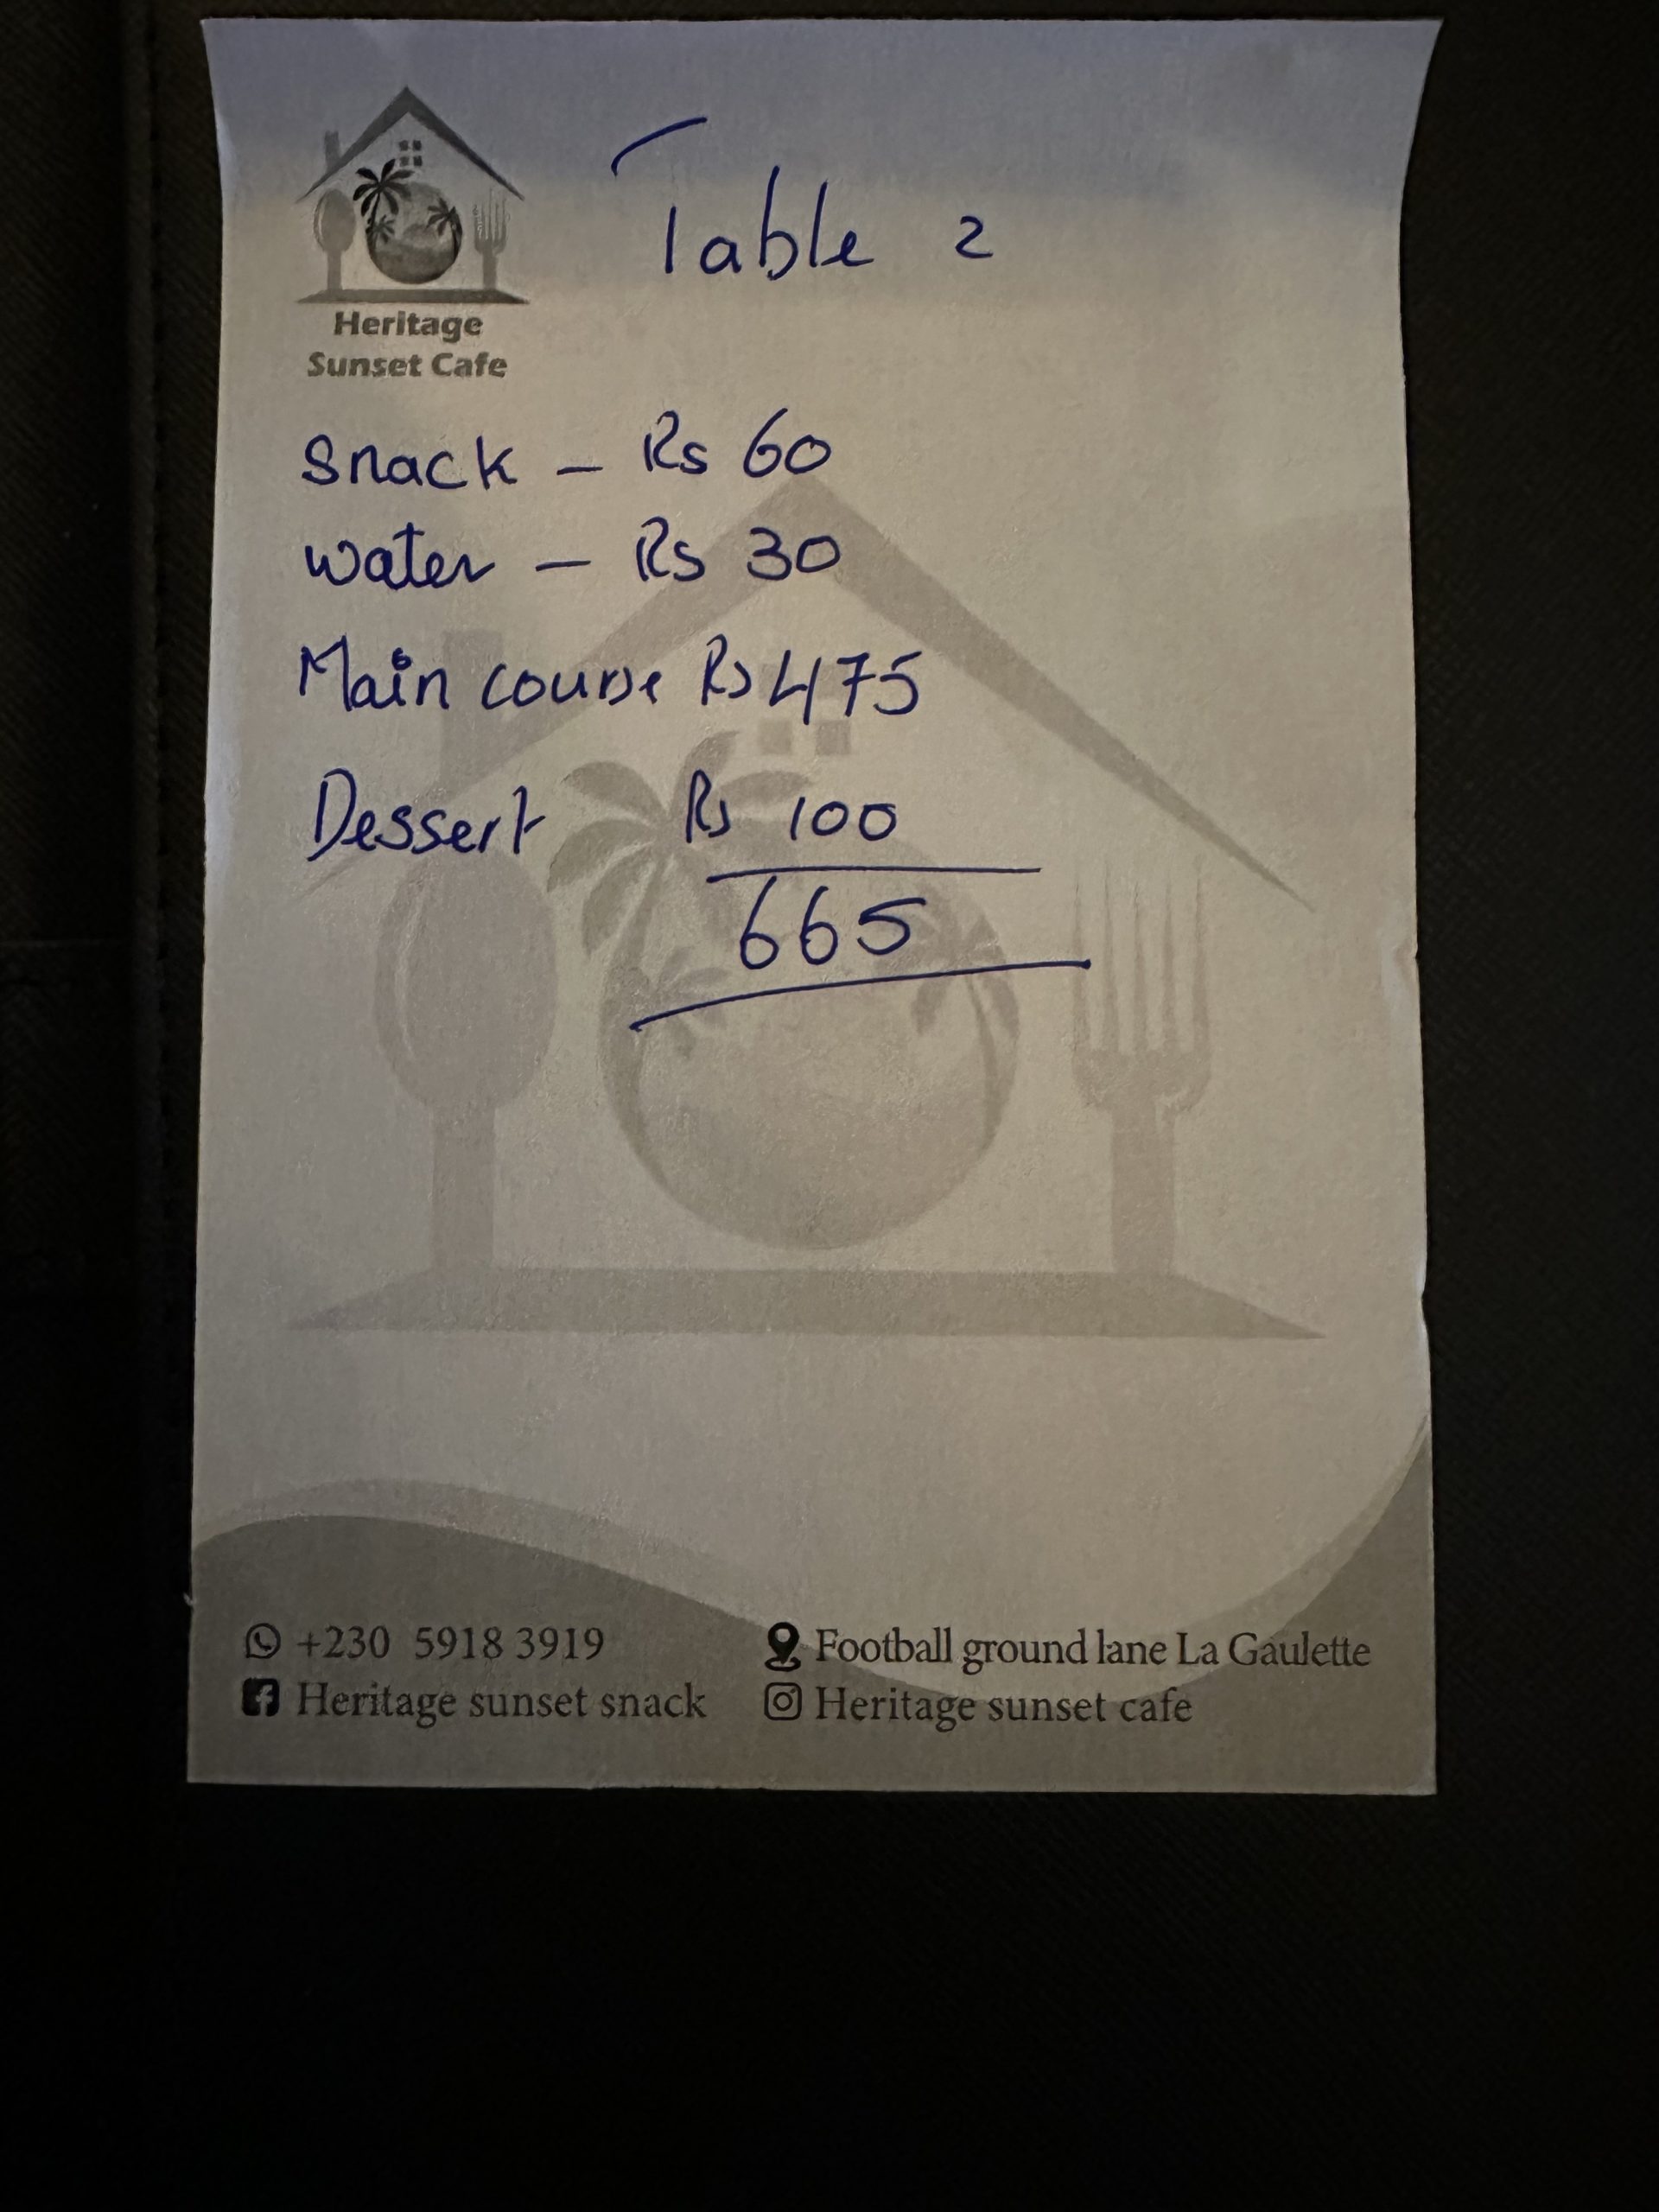 Table 2
Heritage
Sunset Cafe
Snack – Rs 60
water – Rs 30
Main course Rs 475
Dessert Rs 100
665
+230 5918 3919
Football ground lane La Gaulette
Heritage sunset snack
Heritage sunset cafe